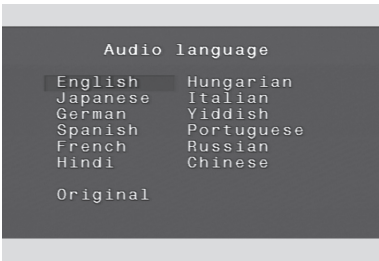 Audio language
English Hungarian
Japanese Italian
German Yiddish
Spanish Portuguese
French Russian
Hindi Chinese
Original